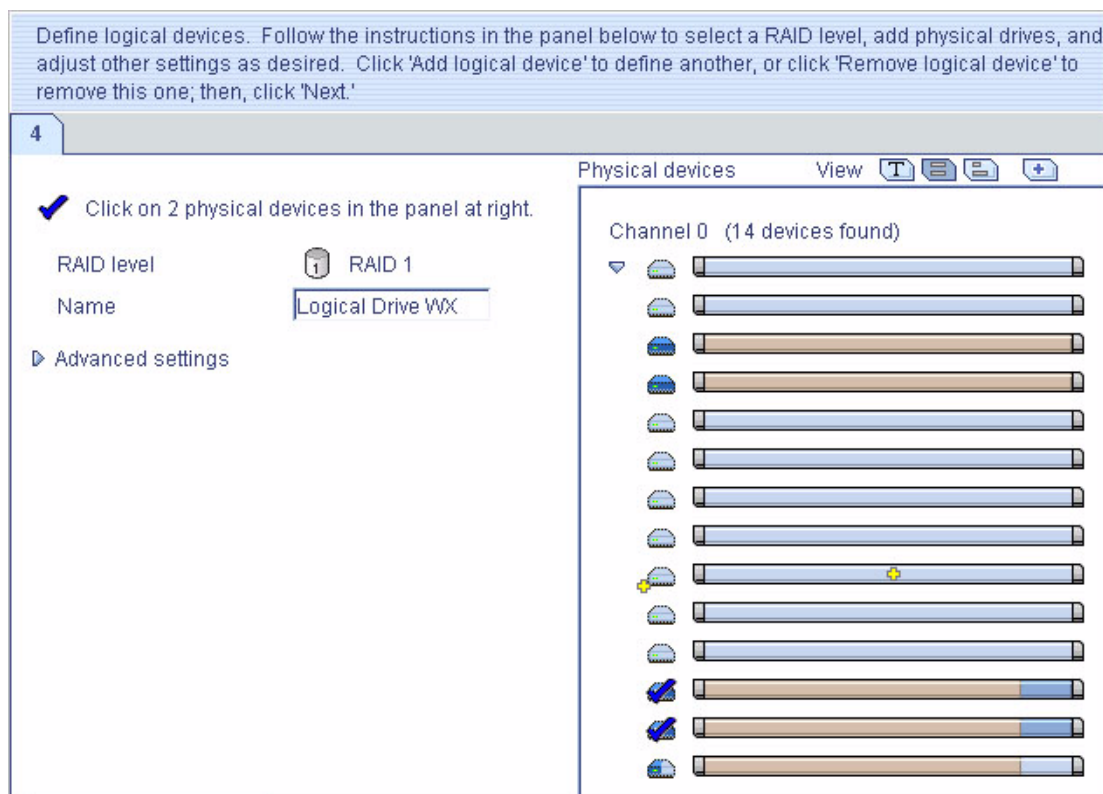 Define logical devices. Follow the instructions in the panel below to select a RAID level, add physical drives, and
adjust other settings as desired. Click 'Add logical device' to define another, or click 'Remove logical device' to
remove this one; then, click 'Next.'
4
Physical devices View T
Click on 2 physical devices in the panel at right.
Channel 0 (14 devices found)
RAID level 1 RAID 1
Name Logical Drive WX
Advanced settings